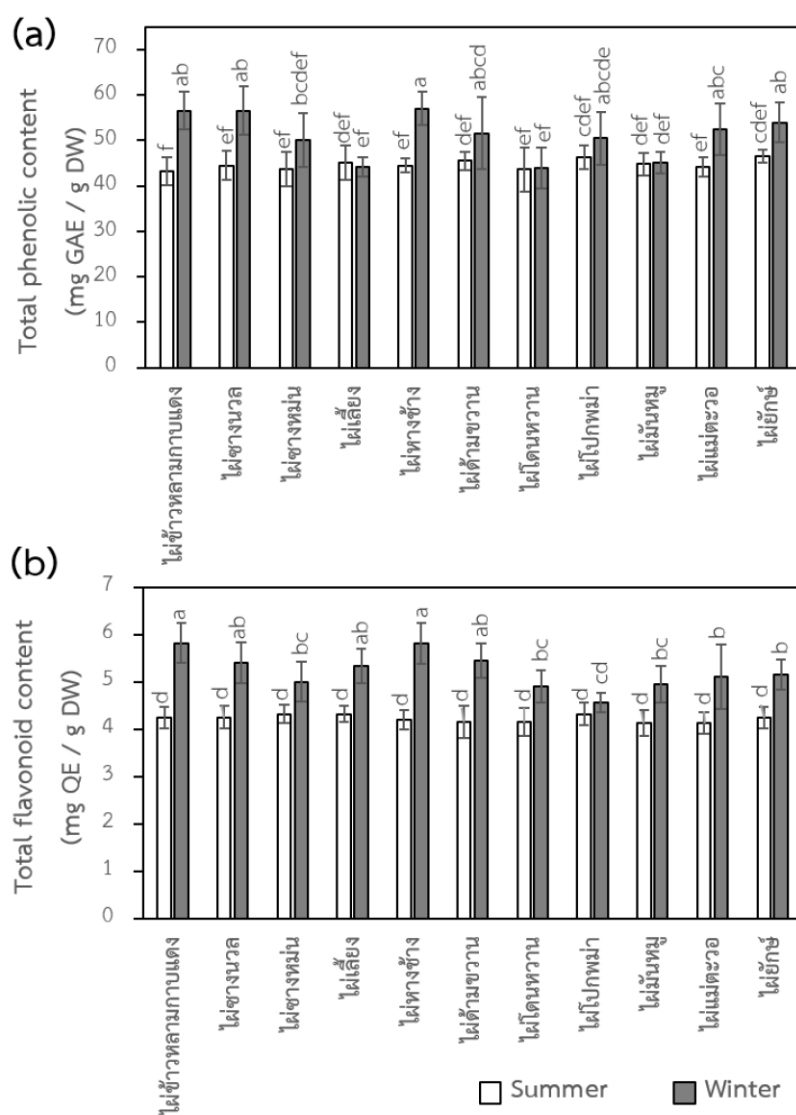 (a)
Total phenolic content
(mg GAE / g DW)
70
60
50
40
30
20
10
0
f ab ef ab ef bcdef def ef ef a def abcd ef ef cdef abcde def def ef abc cdef ab
ไผ่ข้าวหลามกาบแดง
ไผ่ซางนวล
ไผ่ซางหม่น
ไผ่เลี้ยง
ไผ่หางช้าง
ไผ่ด้ามขวาน
ไผ่โดนหวาน
ไผ่โปกพม่า
ไผ่มันหมู
ไผ่แม่ตะวอ
ไผ่ยักษ์
(b)
Total flavonoid content
(mg QE / g DW)
7
6
5
4
3
2
1
0
d a d ab d bc d ab d a d ab d bc d cd d bc d b d b
ไผ่ข้าวหลามกาบแดง
ไผ่ซางนวล
ไผ่ซางหม่น
ไผ่เลี้ยง
ไผ่หางช้าง
ไผ่ด้ามขวาน
ไผ่โดนหวาน
ไผ่โปกพม่า
ไผ่มันหมู
ไผ่แม่ตะวอ
ไผ่ยักษ์
Summer Winter